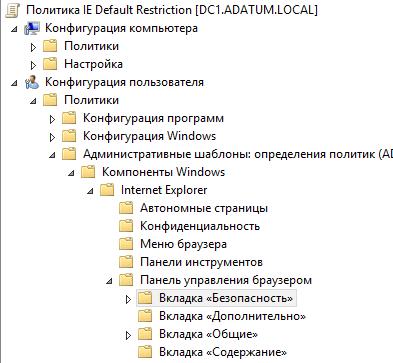 Политика IE Default Restriction [DC1.ADATUM.LOCAL]
Конфигурация компьютера
Политики
Настройка
Конфигурация пользователя
Политики
Конфигурация программ
Конфигурация Windows
Административные шаблоны: определения политик (AD
Компоненты Windows
Internet Explorer
Автономные страницы
Конфиденциальность
Меню браузера
Панели инструментов
Панель управления браузером
Вкладка «Безопасность»
Вкладка «Дополнительно»
Вкладка «Общие»
Вкладка «Содержание»